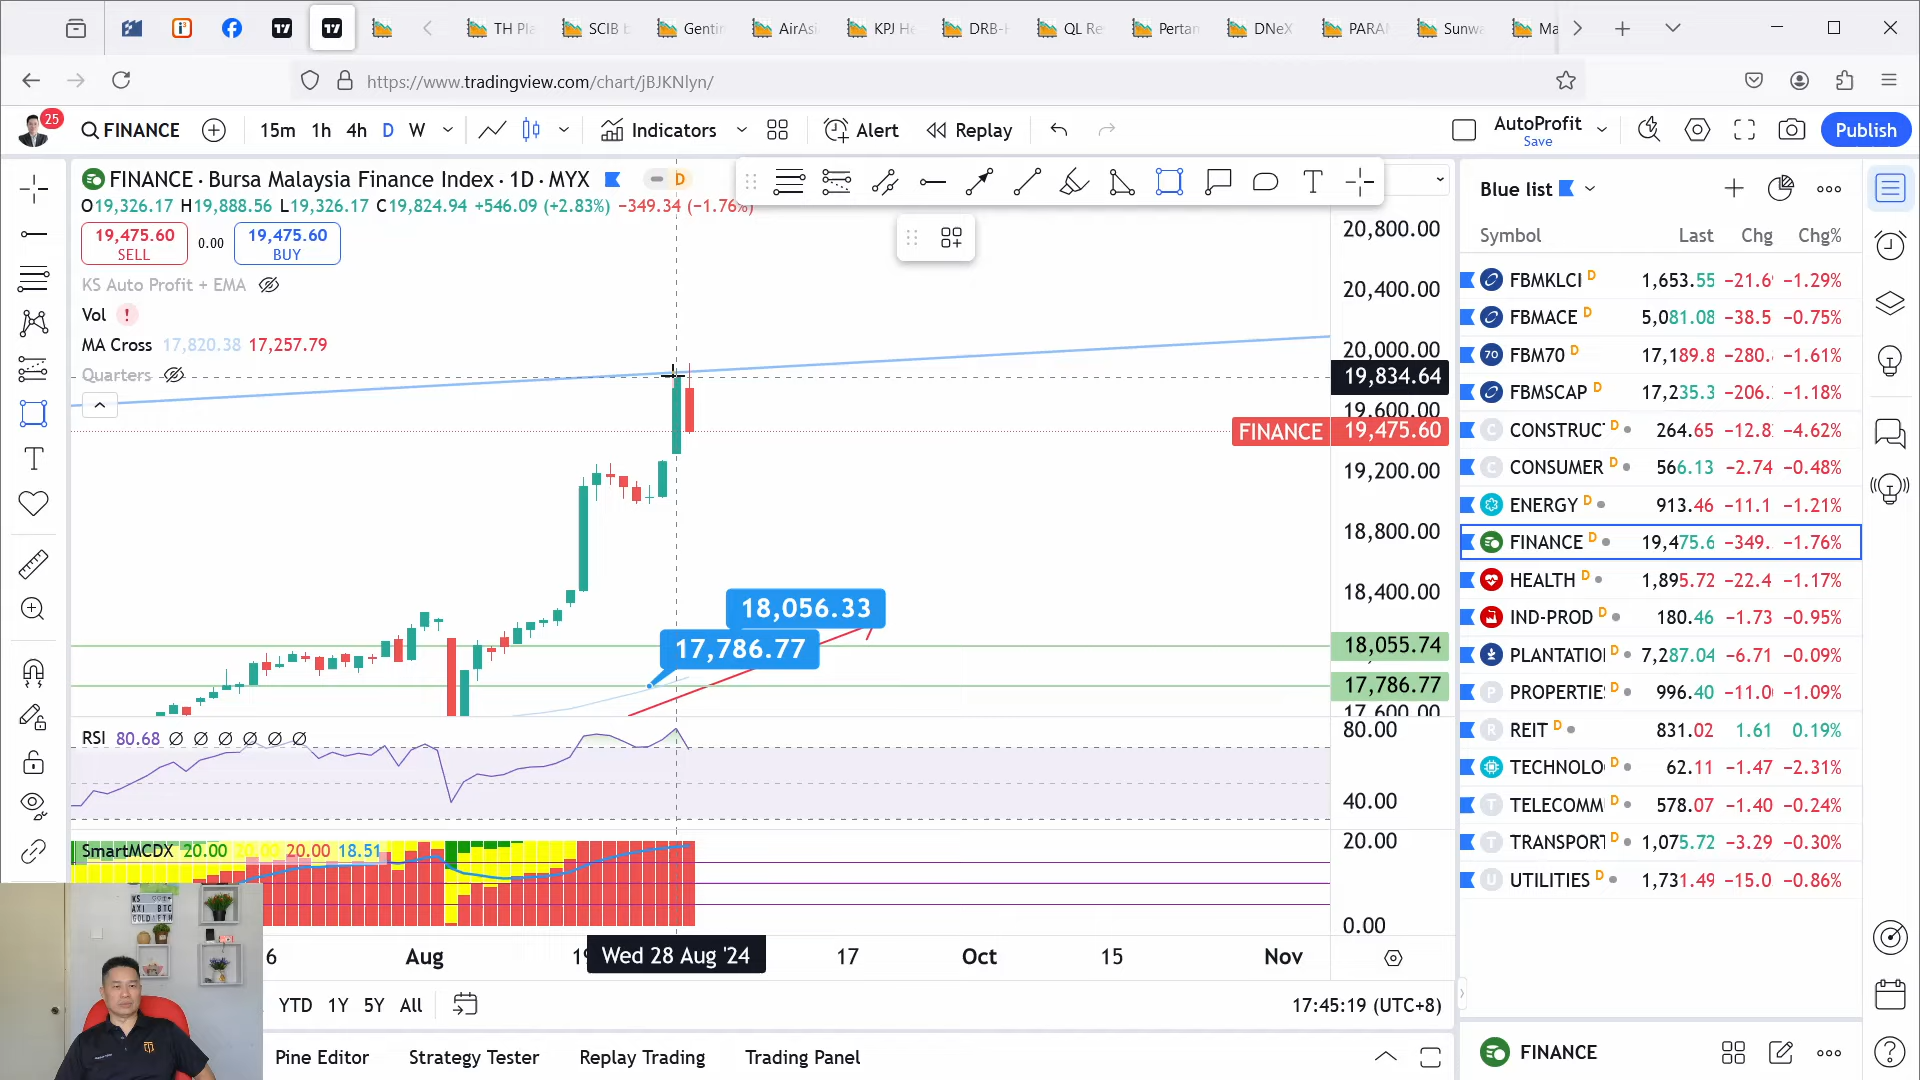 TH Pla
SCIB b
Gentin
AirAsi
KPJ He
DRB-H
QL Re
Pertan
DNeX
PARAM
Sunwa
Ma
https://www.tradingview.com/chart/jBJKNlyn/
25
FINANCE
15m 1h 4h D W
Indicators
Alert
Replay
AutoProfit
Save
Publish
FINANCE · Bursa Malaysia Finance Index · 1D · MYX
D
O19,326.17 H19,888.56 L19,326.17 C19,824.94 +546.09 (+2.83%) −349.34 (−1.76%)
19,475.60
SELL
0.00
19,475.60
BUY
KS Auto Profit + EMA
Vol !
MA Cross 17,820.38 17,257.79
Quarters
20,800.00
20,400.00
20,000.00
19,834.64
19,600.00
FINANCE 19,475.60
19,200.00
18,800.00
18,400.00
18,055.74
17,786.77
17,600.00
18,056.33
17,786.77
RSI 80.68 ∅ ∅ ∅ ∅ ∅ ∅
80.00
40.00
SmartMCDX 20.00 20.00 20.00 18.51
20.00
0.00
6
Aug
19
Wed 28 Aug '24
17
Oct
15
Nov
YTD 1Y 5Y All
17:45:19 (UTC+8)
Pine Editor
Strategy Tester
Replay Trading
Trading Panel
Blue list
Symbol Last Chg Chg%
FBMKLCI D 1,653.55 −21.6 −1.29%
FBMACE D 5,081.08 −38.5 −0.75%
70 FBM70 D 17,189.8 −280. −1.61%
FBMSCAP D 17,235.3 −206. −1.18%
C CONSTRUC D 264.65 −12.8 −4.62%
C CONSUMER D 566.13 −2.74 −0.48%
ENERGY D 913.46 −11.1 −1.21%
FINANCE D 19,475.6 −349. −1.76%
HEALTH D 1,895.72 −22.4 −1.17%
IND-PROD D 180.46 −1.73 −0.95%
PLANTATIO D 7,287.04 −6.71 −0.09%
P PROPERTIE D 996.40 −11.0 −1.09%
R REIT D 831.02 1.61 0.19%
TECHNOLO D 62.11 −1.47 −2.31%
T TELECOMM D 578.07 −1.40 −0.24%
T TRANSPORT D 1,075.72 −3.29 −0.30%
U UTILITIES D 1,731.49 −15.0 −0.86%
FINANCE
KS
AXI BTC
GOLD ETH